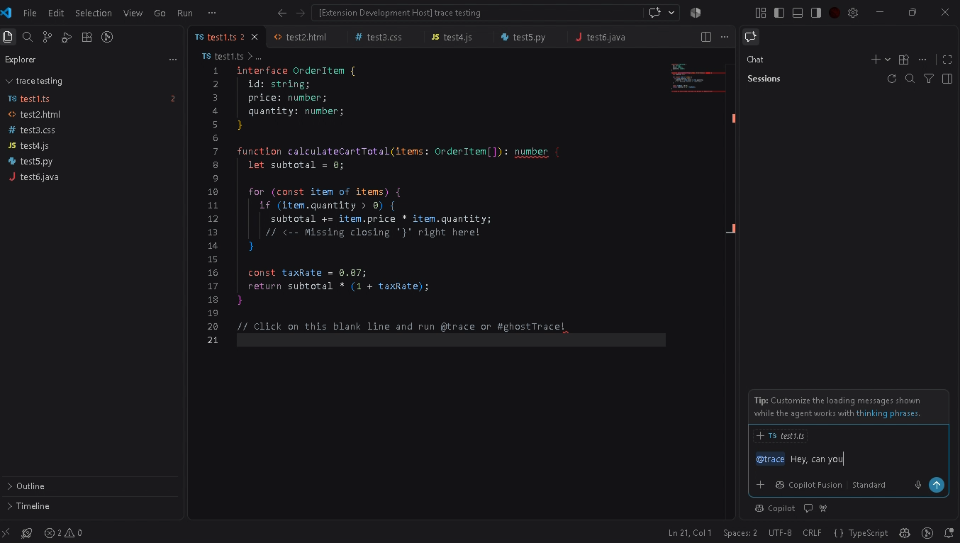 File Edit Selection View Go Run ··· [Extension Development Host] trace testing
Explorer ···
trace testing
TS test1.ts 2
<> test2.html
# test3.css
JS test4.js
test5.py
J test6.java
Outline
Timeline
TS test1.ts 2 <> test2.html # test3.css JS test4.js test5.py J test6.java ···
TS test1.ts > ...
1 interface OrderItem {
2 id: string;
3 price: number;
4 quantity: number;
5 }
6
7 function calculateCartTotal(items: OrderItem[]): number {
8 let subtotal = 0;
9
10 for (const item of items) {
11 if (item.quantity > 0) {
12 subtotal += item.price * item.quantity;
13 // <-- Missing closing '}' right here!
14 }
15
16 const taxRate = 0.07;
17 return subtotal * (1 + taxRate);
18 }
19
20 // Click on this blank line and run @trace or #ghostTrace!
21
Chat
Sessions
Tip: Customize the loading messages shown
while the agent works with thinking phrases.
TS test1.ts
@trace Hey, can you
Copilot Fusion Standard
Copilot
2 0 Ln 21, Col 1 Spaces: 2 UTF-8 CRLF { } TypeScript